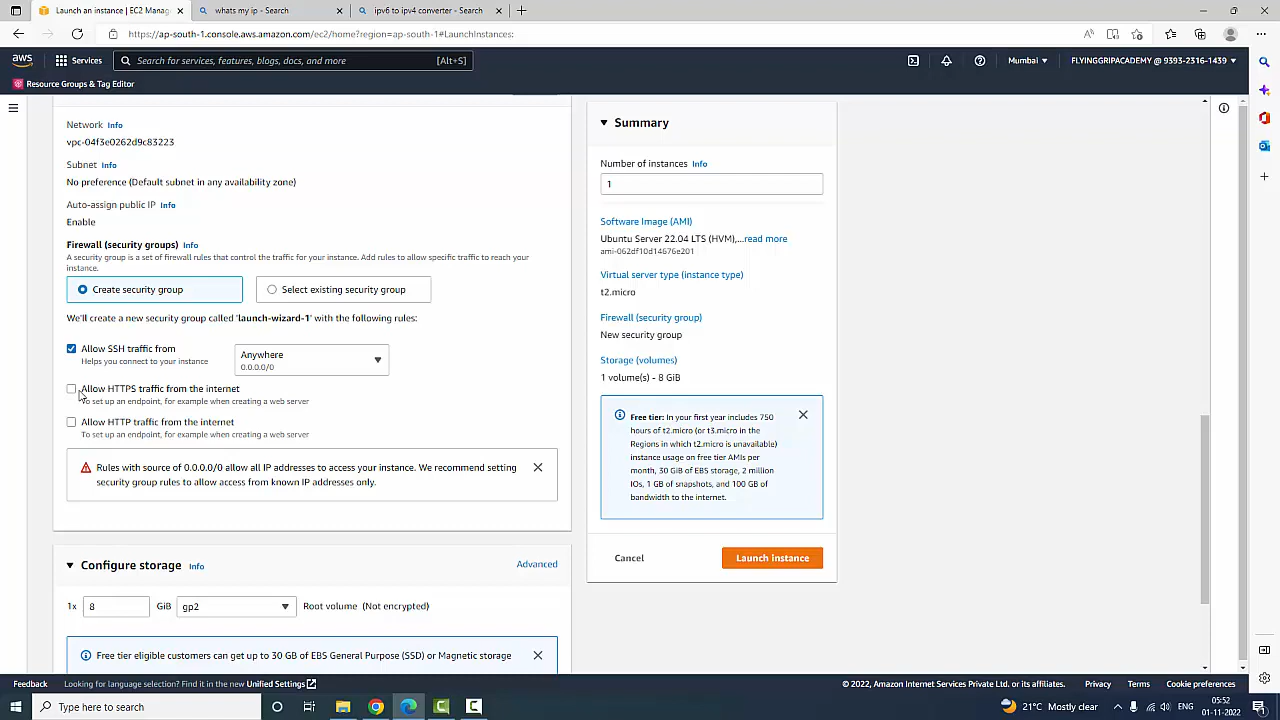 Launch an instance | EC2 Manag
whats my ip - Search
ipv6 to ipv4 converter - Search
https://ap-south-1.console.aws.amazon.com/ec2/home?region=ap-south-1#LaunchInstances:
aws
Services
Search for services, features, blogs, docs, and more
[Alt+S]
Mumbai
FLYINGGRIPACADEMY @ 9393-2316-1439
Resource Groups & Tag Editor
Network Info
vpc-04f3e0262d9c83223
Subnet Info
No preference (Default subnet in any availability zone)
Auto-assign public IP Info
Enable
Firewall (security groups) Info
A security group is a set of firewall rules that control the traffic for your instance. Add rules to allow specific traffic to reach your
instance.
Create security group
Select existing security group
We'll create a new security group called 'launch-wizard-1' with the following rules:
Allow SSH traffic from
Helps you connect to your instance
Anywhere
0.0.0.0/0
Allow HTTPS traffic from the internet
To set up an endpoint, for example when creating a web server
Allow HTTP traffic from the internet
To set up an endpoint, for example when creating a web server
Rules with source of 0.0.0.0/0 allow all IP addresses to access your instance. We recommend setting
security group rules to allow access from known IP addresses only.
Configure storage Info
Advanced
1x
8
GiB
gp2
Root volume (Not encrypted)
Free tier eligible customers can get up to 30 GB of EBS General Purpose (SSD) or Magnetic storage
Summary
Number of instances Info
1
Software Image (AMI)
Ubuntu Server 22.04 LTS (HVM),...read more
ami-062df10d14676e201
Virtual server type (instance type)
t2.micro
Firewall (security group)
New security group
Storage (volumes)
1 volume(s) - 8 GiB
Free tier: In your first year includes 750
hours of t2.micro (or t3.micro in the
Regions in which t2.micro is unavailable)
instance usage on free tier AMIs per
month, 30 GiB of EBS storage, 2 million
IOs, 1 GB of snapshots, and 100 GB of
bandwidth to the internet.
Cancel
Launch instance
Feedback
Looking for language selection? Find it in the new Unified Settings
© 2022, Amazon Internet Services Private Ltd. or its affiliates.
Privacy
Terms
Cookie preferences
Type here to search
21°C Mostly clear
ENG
05:52
01-11-2022